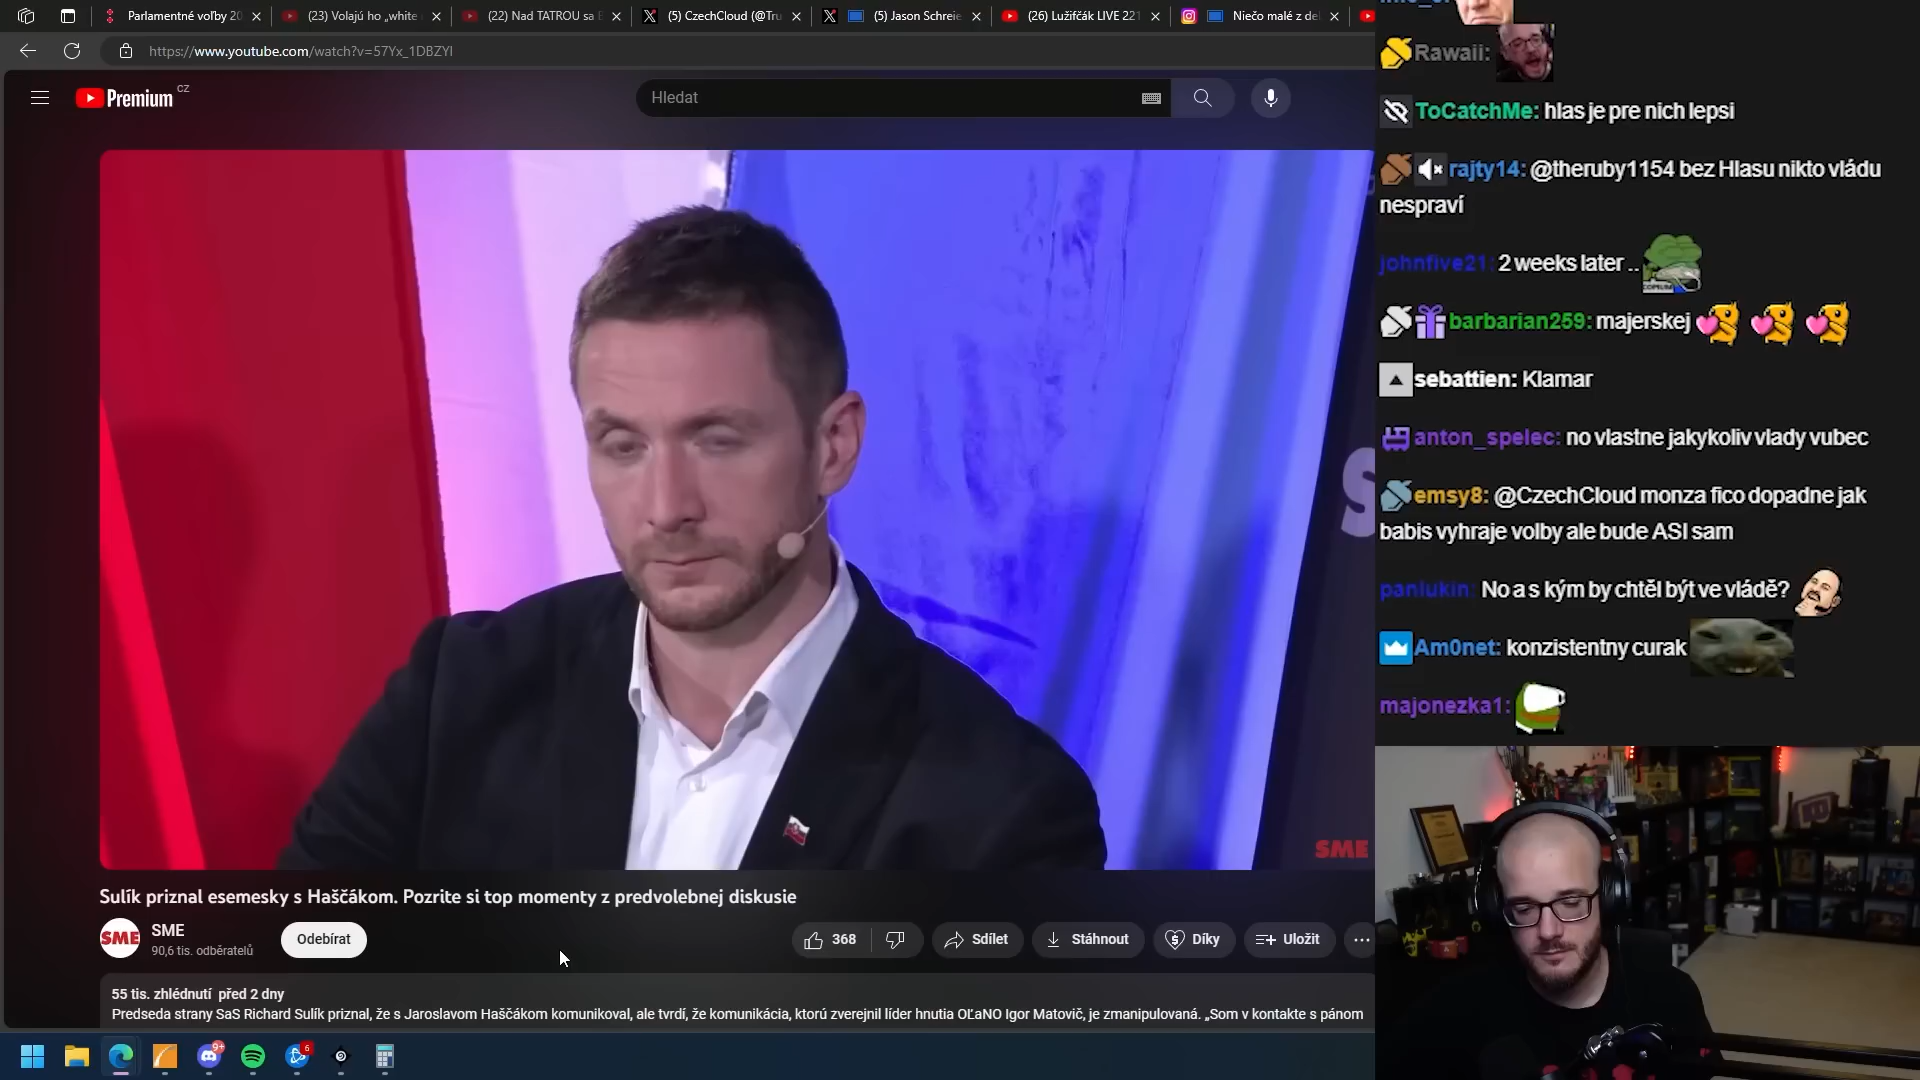 Parlamentné voľby 20
(23) Volajú ho „white
(22) Nad TATROU sa
(5) CzechCloud (@Tru
(5) Jason Schreie
(26) Lužifčák LIVE 221
Niečo malé z de
https://www.youtube.com/watch?v=57Yx_1DBZYI
Premium CZ
Hledat
SME
Sulík priznal esemesky s Haščákom. Pozrite si top momenty z predvolebnej diskusie
SME
SME
90,6 tis. odběratelů
Odebírat
368
Sdílet
Stáhnout
Díky
Uložit
55 tis. zhlédnutí před 2 dny
Predseda strany SaS Richard Sulík priznal, že s Jaroslavom Haščákom komunikoval, ale tvrdí, že komunikácia, ktorú zverejnil líder hnutia OĽaNO Igor Matovič, je zmanipulovaná. „Som v kontakte s pánom
9+
6
Rawaii:
ToCatchMe: hlas je pre nich lepsi
rajty14: @theruby1154 bez Hlasu nikto vládu
nespraví
johnfive21: 2 weeks later ..
COPIUM
barbarian259: majerskej
sebattien: Klamar
anton_spelec: no vlastne jakykoliv vlady vubec
emsy8: @CzechCloud monza fico dopadne jak
babis vyhraje volby ale bude ASI sam
panlukin: No a s kým by chtěl být ve vládě?
Am0net: konzistentny curak
majonezka1: